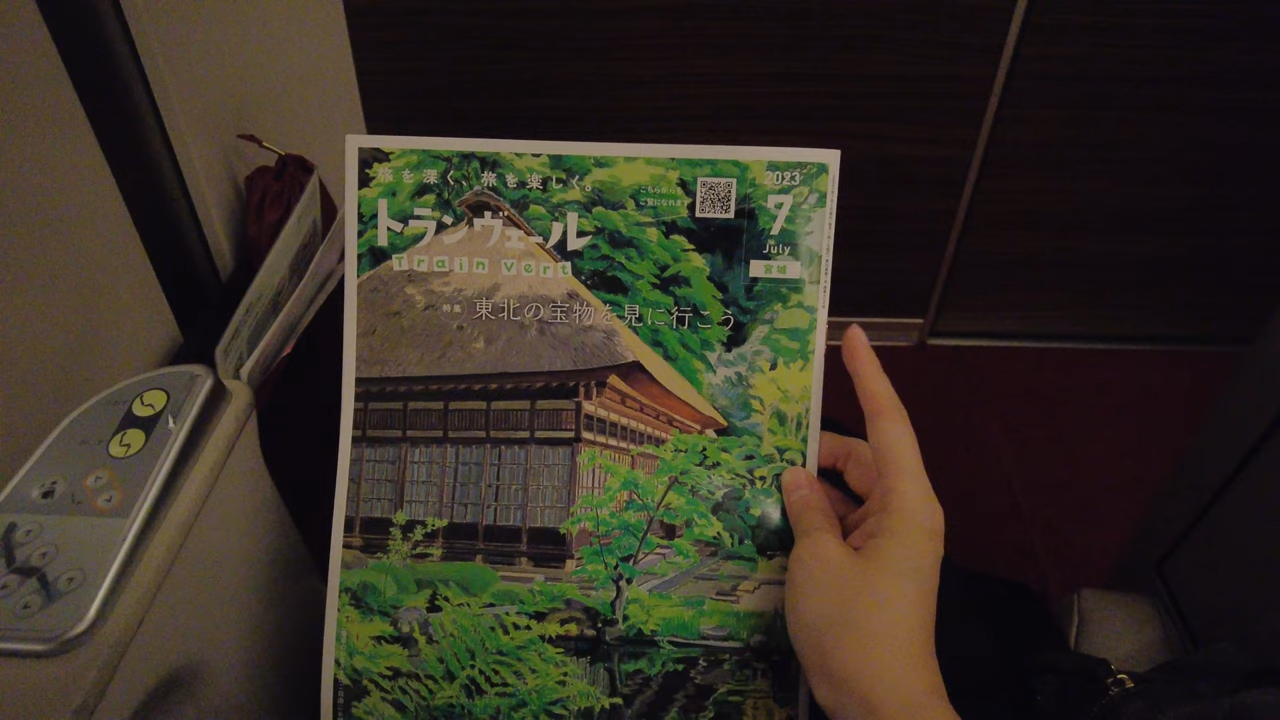 旅を深く、旅を楽しく。
こちらからも
ご覧になれます
2023
7
July
宮城
トランヴェール
Train Vert
特集 東北の宝物を見に行こう